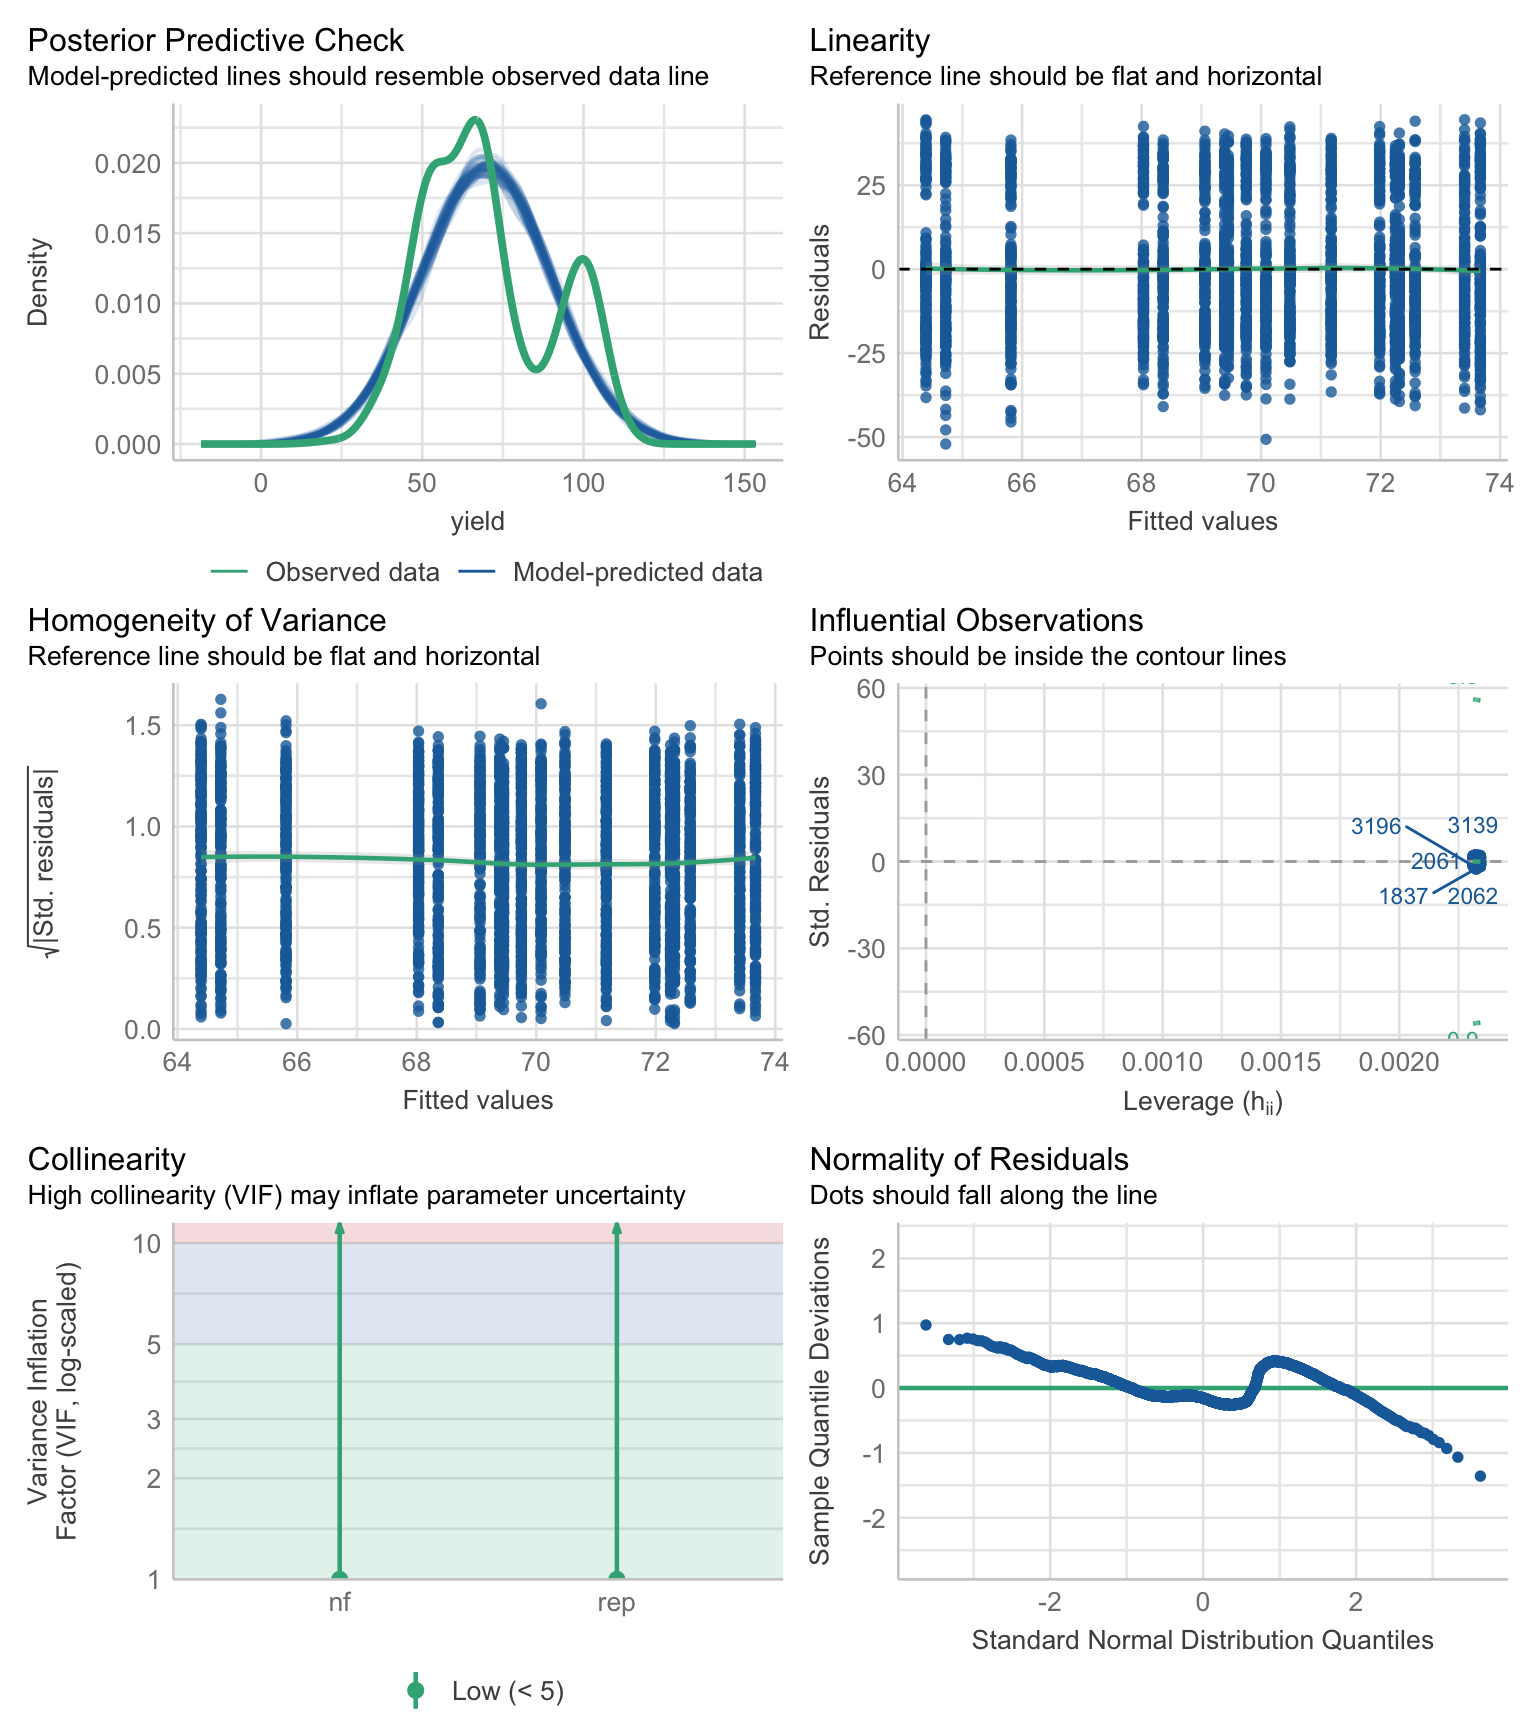 Posterior Predictive Check
Model-predicted lines should resemble observed data line
Density
0.020
0.015
0.010
0.005
0.000
0
50
100
150
yield
Observed data
Model-predicted data
Linearity
Reference line should be flat and horizontal
Residuals
25
0
-25
-50
64
66
68
70
72
74
Fitted values
Homogeneity of Variance
Reference line should be flat and horizontal
√|Std. residuals|
1.5
1.0
0.5
0.0
64
66
68
70
72
74
Fitted values
Influential Observations
Points should be inside the contour lines
Std. Residuals
60
30
0
-30
-60
3196
3139
2061
1837
2062
0.0000
0.0005
0.0010
0.0015
0.0020
Leverage (hii)
Collinearity
High collinearity (VIF) may inflate parameter uncertainty
Variance Inflation
Factor (VIF, log-scaled)
10
5
3
2
1
nf
rep
Low (< 5)
Normality of Residuals
Dots should fall along the line
Sample Quantile Deviations
2
1
0
-1
-2
-2
0
2
Standard Normal Distribution Quantiles